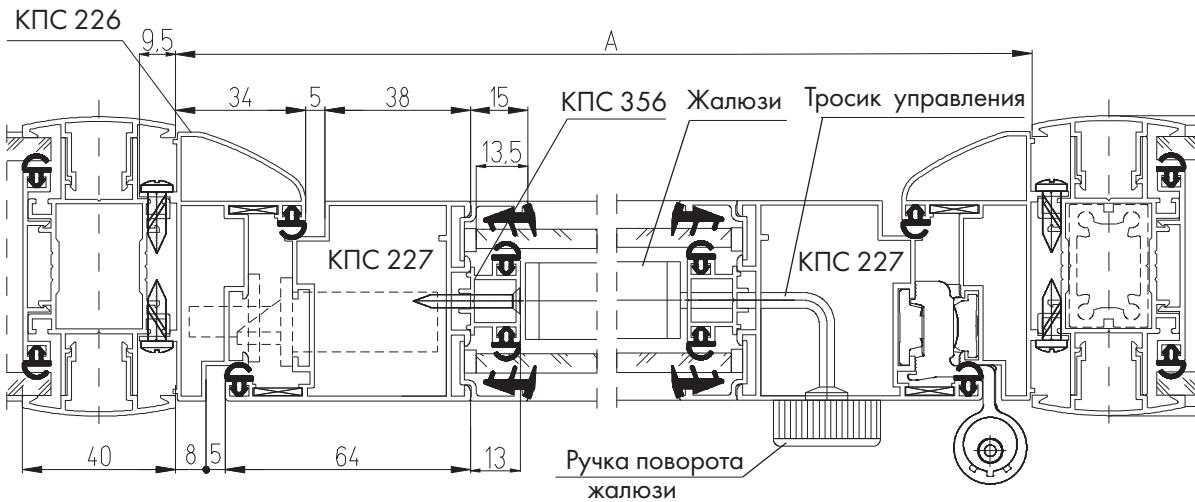 КПС 226
9,5
А
34
5
38
15
КПС 356
Жалюзи
Тросик управления
13,5
КПС 227
КПС 227
40
8
5
64
13
Ручка поворота
жалюзи